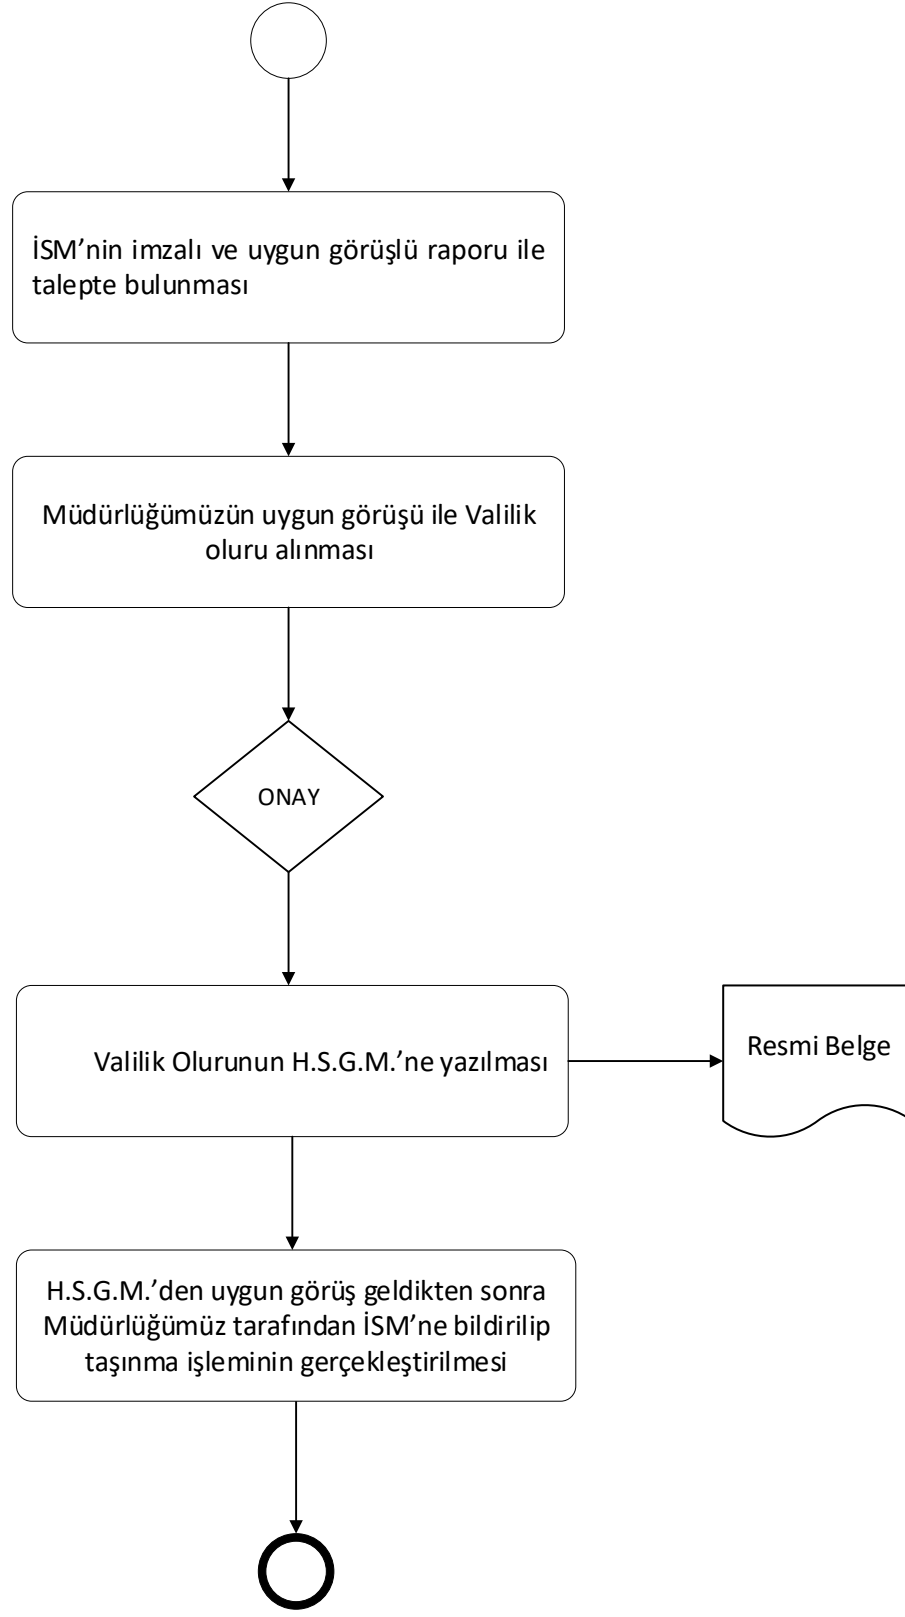 İSM’nin imzalı ve uygun görüşlü raporu ile
talepte bulunması
Müdürlüğümüzün uygun görüşü ile Valilik
oluru alınması
ONAY
Valilik Olurunun H.S.G.M.’ne yazılması
Resmi Belge
H.S.G.M.’den uygun görüş geldikten sonra
Müdürlüğümüz tarafından İSM’ne bildirilip
taşınma işleminin gerçekleştirilmesi